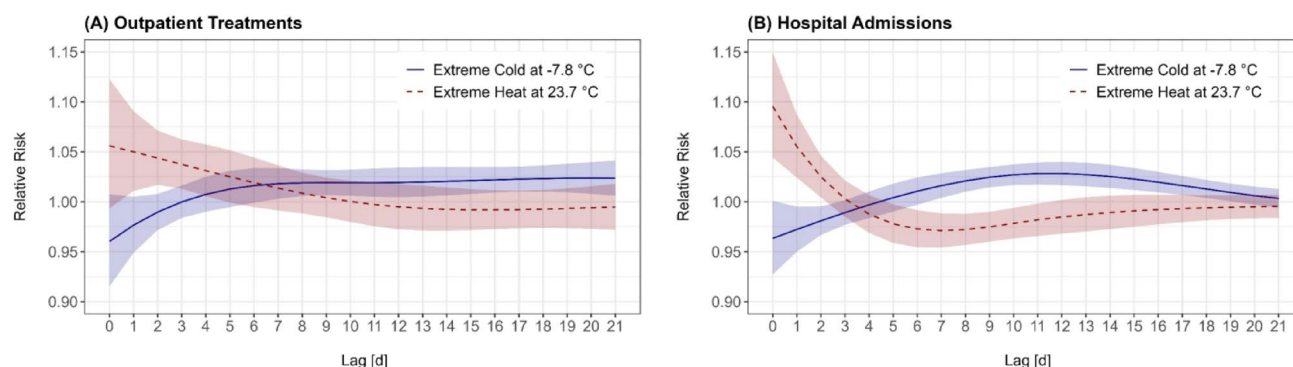 (A) Outpatient Treatments
1.15
1.10
1.05
1.00
0.95
0.90
Relative Risk
Extreme Cold at -7.8 °C
Extreme Heat at 23.7 °C
0 1 2 3 4 5 6 7 8 9 10 11 12 13 14 15 16 17 18 19 20 21
Lag [d]
(B) Hospital Admissions
1.15
1.10
1.05
1.00
0.95
0.90
Relative Risk
Extreme Cold at -7.8 °C
Extreme Heat at 23.7 °C
0 1 2 3 4 5 6 7 8 9 10 11 12 13 14 15 16 17 18 19 20 21
Lag [d]